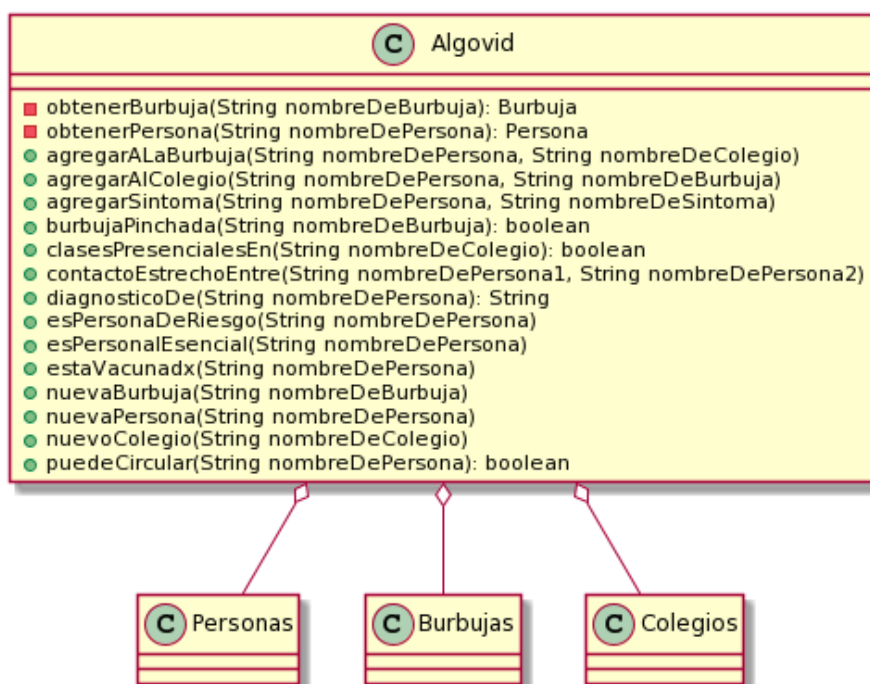 C Algovid
obtenerBurbuja(String nombreDeBurbuja): Burbuja
obtenerPersona(String nombreDePersona): Persona
agregarALaBurbuja(String nombreDePersona, String nombreDeColegio)
agregarAlColegio(String nombreDePersona, String nombreDeBurbuja)
agregarSintoma(String nombreDePersona, String nombreDeSintoma)
burbujaPinchada(String nombreDeBurbuja): boolean
clasesPresencialesEn(String nombreDeColegio): boolean
contactoEstrechoEntre(String nombreDePersona1, String nombreDePersona2)
diagnosticoDe(String nombreDePersona): String
esPersonaDeRiesgo(String nombreDePersona)
esPersonalEsencial(String nombreDePersona)
estaVacunadx(String nombreDePersona)
nuevaBurbuja(String nombreDeBurbuja)
nuevaPersona(String nombreDePersona)
nuevoColegio(String nombreDeColegio)
puedeCircular(String nombreDePersona): boolean
C Personas
C Burbujas
C Colegios